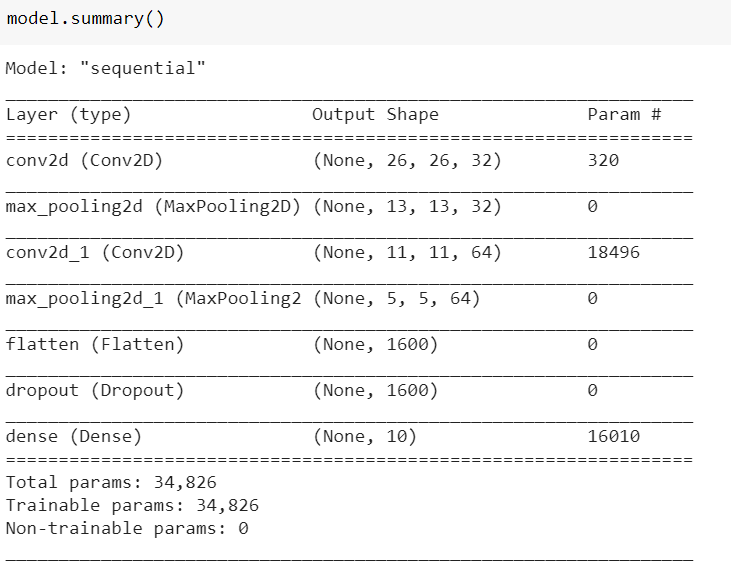 model.summary()
Model: "sequential"
_________________________________________________________________
Layer (type)                 Output Shape              Param #
=================================================================
conv2d (Conv2D)              (None, 26, 26, 32)        320
_________________________________________________________________
max_pooling2d (MaxPooling2D) (None, 13, 13, 32)        0
_________________________________________________________________
conv2d_1 (Conv2D)            (None, 11, 11, 64)        18496
_________________________________________________________________
max_pooling2d_1 (MaxPooling2 (None, 5, 5, 64)          0
_________________________________________________________________
flatten (Flatten)            (None, 1600)              0
_________________________________________________________________
dropout (Dropout)            (None, 1600)              0
_________________________________________________________________
dense (Dense)                (None, 10)                16010
=================================================================
Total params: 34,826
Trainable params: 34,826
Non-trainable params: 0
_________________________________________________________________